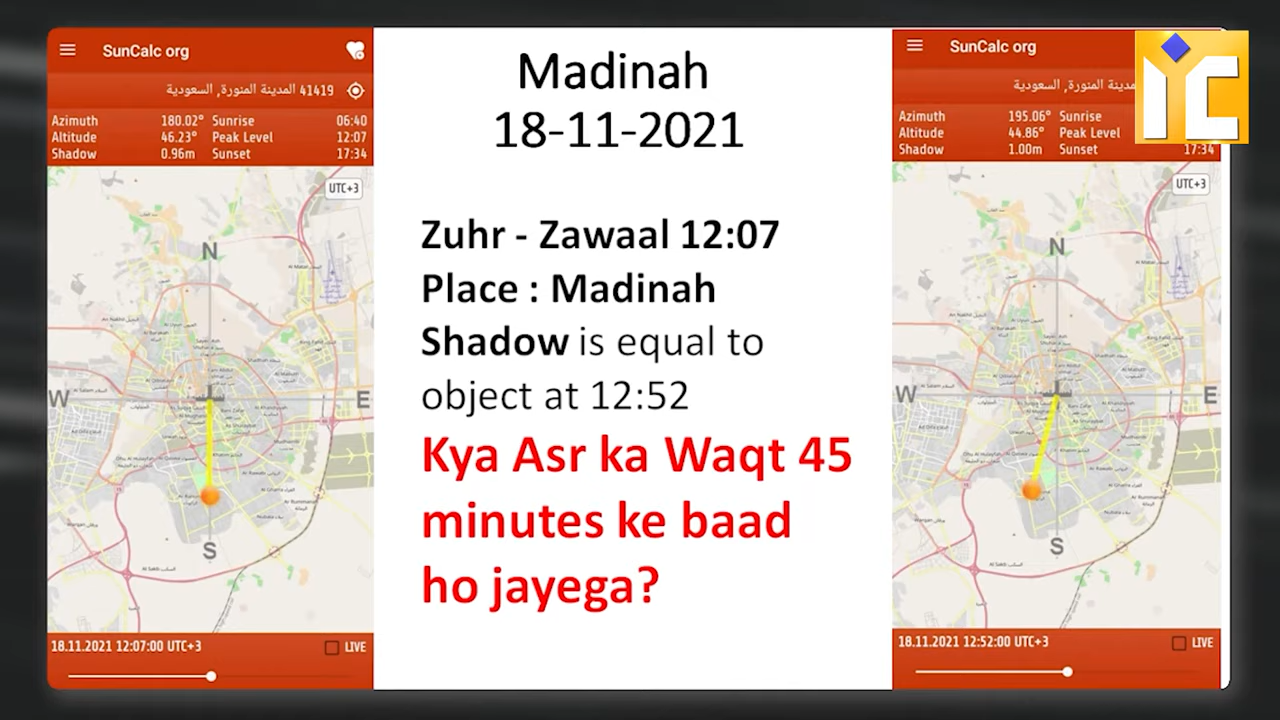 SunCalc org
41419 المدينة المنورة، السعودية
Azimuth 180.02° Sunrise 06:40
Altitude 46.23° Peak Level 12:07
Shadow 0.96m Sunset 17:34
UTC+3
N
W
E
S
18.11.2021 12:07:00 UTC+3
LIVE
Madinah
18-11-2021
Zuhr - Zawaal 12:07
Place : Madinah
Shadow is equal to
object at 12:52
Kya Asr ka Waqt 45
minutes ke baad
ho jayega?
SunCalc org
المدينة المنورة، السعودية
Azimuth 195.06° Sunrise
Altitude 44.86° Peak Level
Shadow 1.00m Sunset 17:34
UTC+3
N
W
E
S
18.11.2021 12:52:00 UTC+3
LIVE
iYC